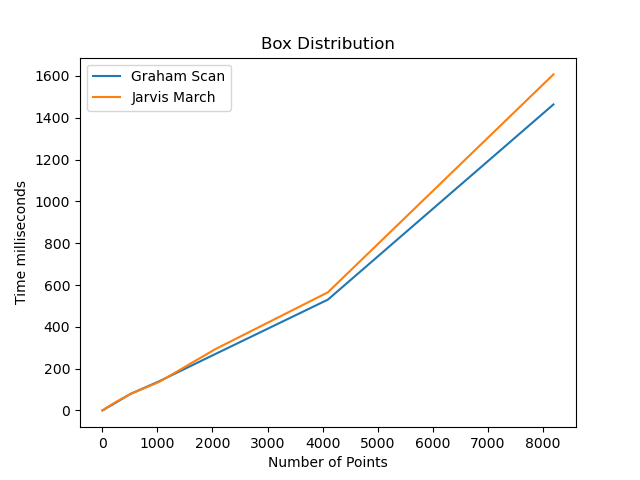 Box Distribution
Graham Scan
Jarvis March
1600
1400
1200
1000
800
600
400
200
0
Time milliseconds
0 1000 2000 3000 4000 5000 6000 7000 8000
Number of Points